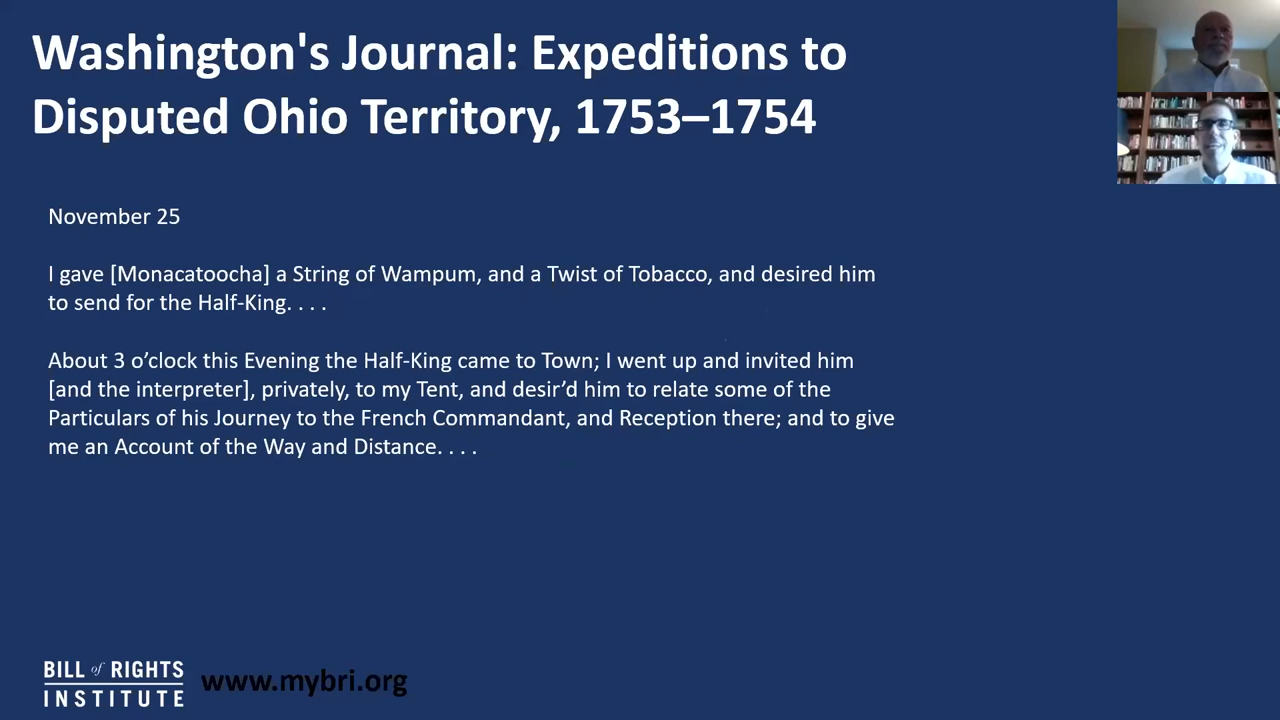 Washington's Journal: Expeditions to
Disputed Ohio Territory, 1753–1754
November 25
I gave [Monacatoocha] a String of Wampum, and a Twist of Tobacco, and desired him
to send for the Half-King. . . .
About 3 o’clock this Evening the Half-King came to Town; I went up and invited him
[and the interpreter], privately, to my Tent, and desir’d him to relate some of the
Particulars of his Journey to the French Commandant, and Reception there; and to give
me an Account of the Way and Distance. . . .
BILL of RIGHTS
INSTITUTE
www.mybri.org